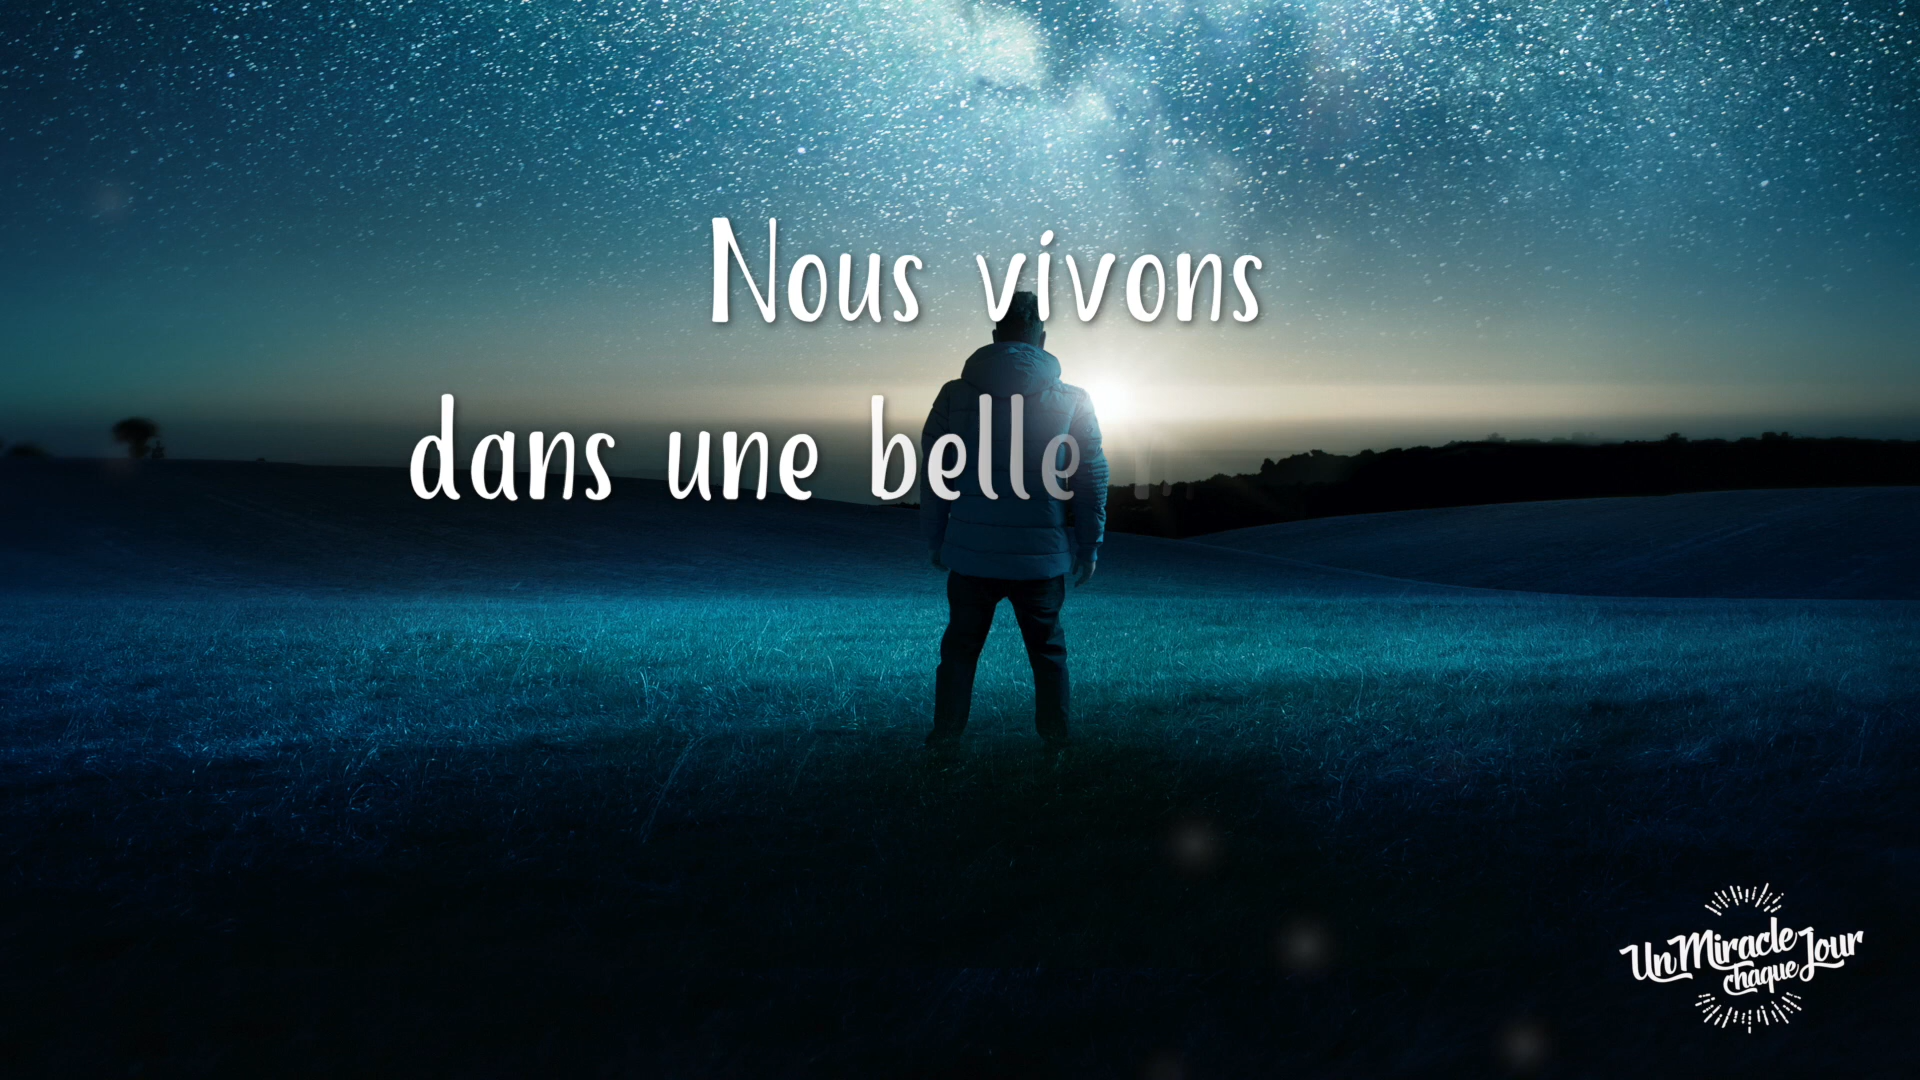 Nous vivons
dans une belle
Un Miracle
chaque Jour